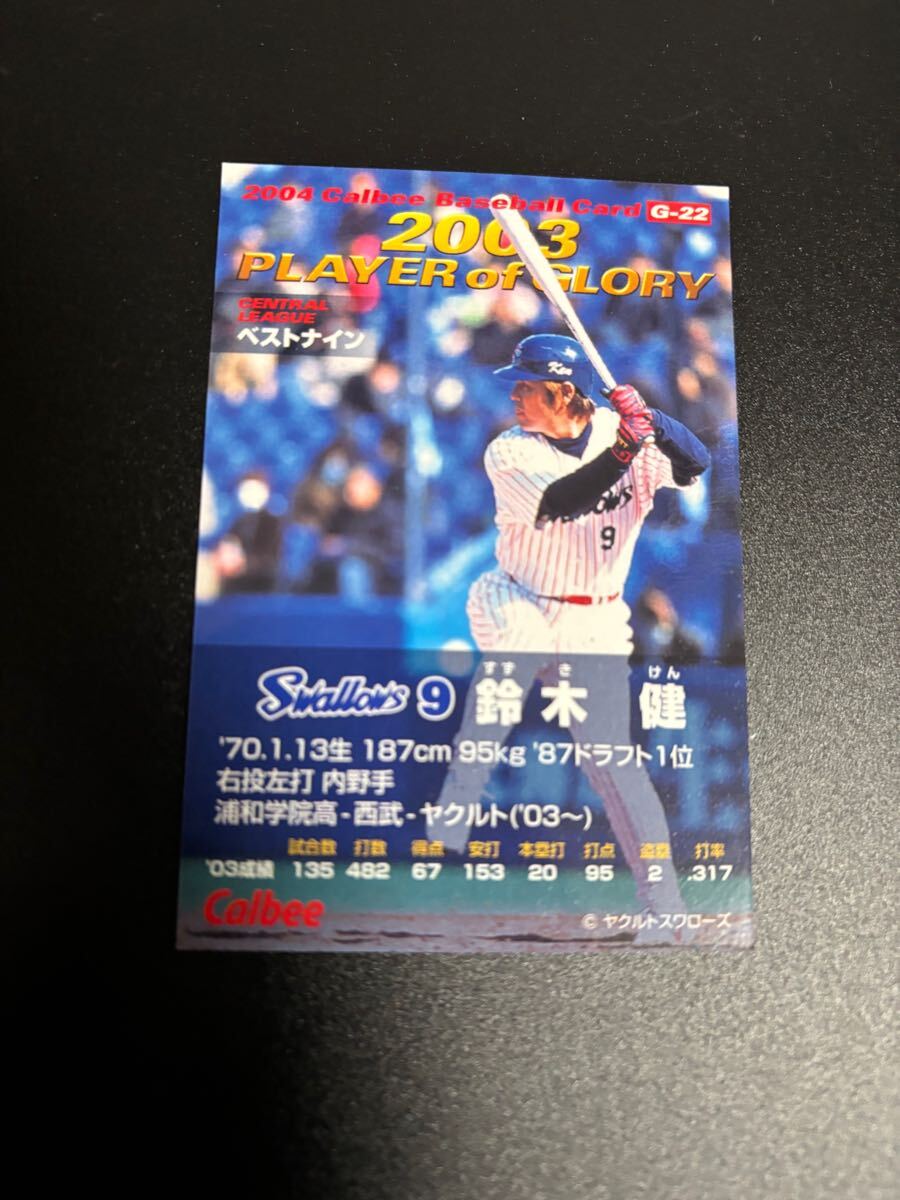 2004 Calbee Baseball Card G-22
2003
PLAYER of GLORY
CENTRAL
LEAGUE
ベストナイン
Ken
9
すず き けん
Swallows 9 鈴木 健
'70.1.13生 187cm 95kg '87ドラフト1位
右投左打 内野手
浦和学院高-西武-ヤクルト('03〜)
試合数 打数 得点 安打 本塁打 打点 盗塁 打率
'03成績 135 482 67 153 20 95 2 .317
Calbee
© ヤクルトスワローズ